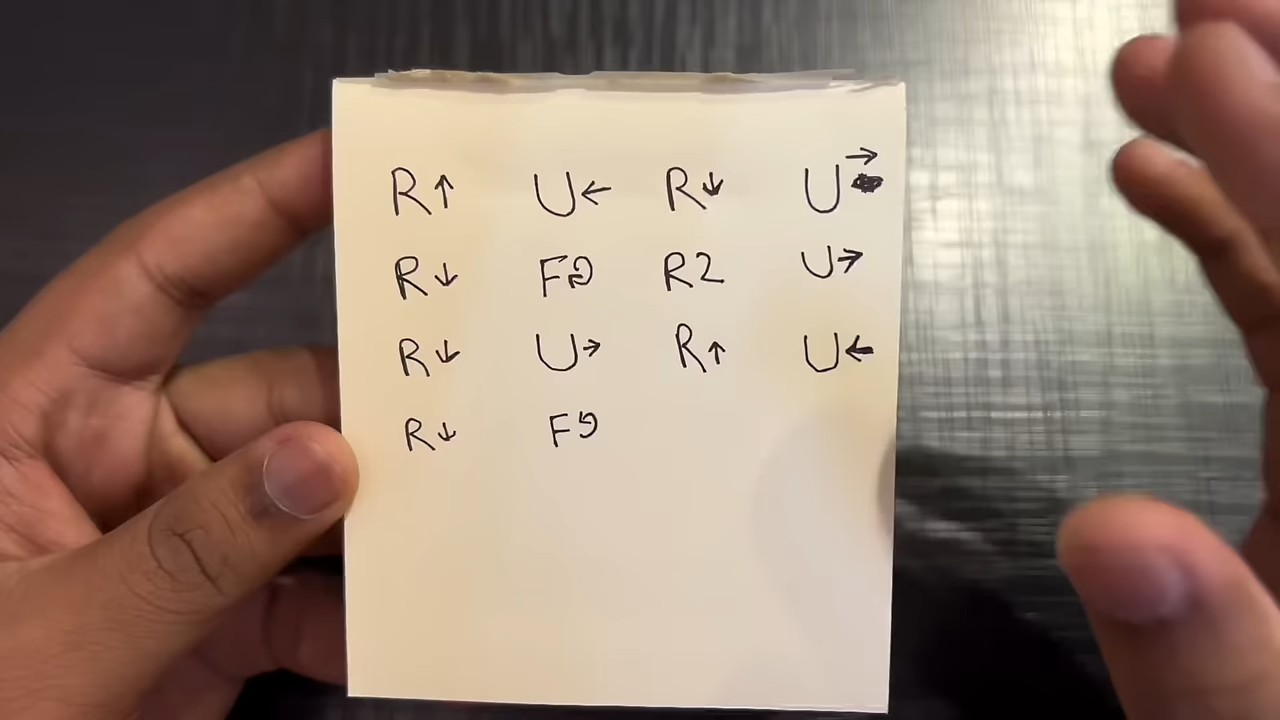 R↑ U← R↓ U→
R↓ F↻ R2 U→
R↓ U→ R↑ U←
R↓ F↺